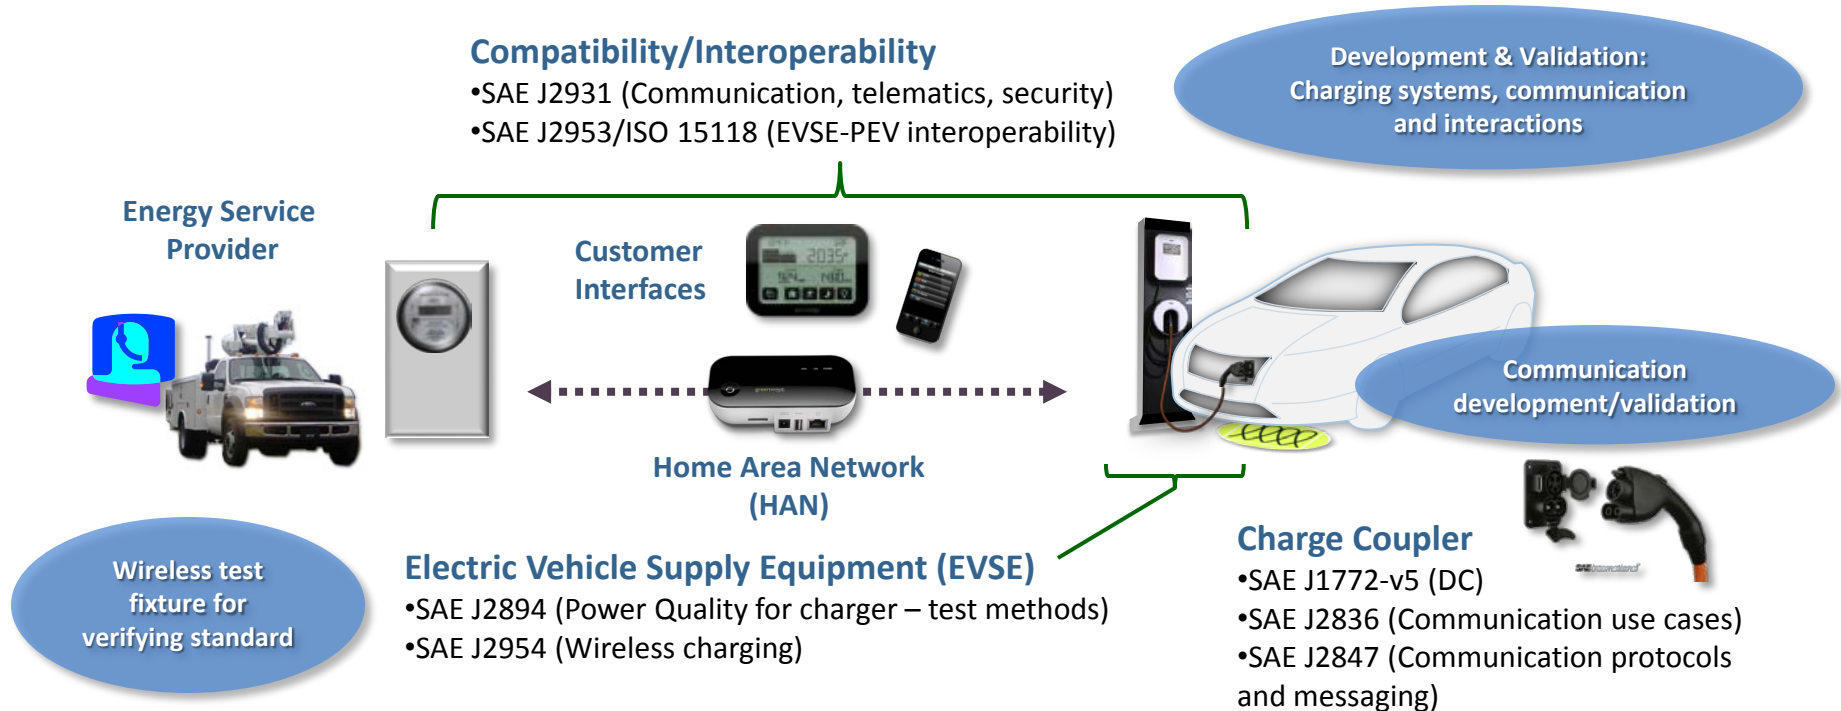 Compatibility/Interoperability
•SAE J2931 (Communication, telematics, security)
•SAE J2953/ISO 15118 (EVSE-PEV interoperability)
Development & Validation:
Charging systems, communication
and interactions
Energy Service
Provider
Customer
Interfaces
Communication
development/validation
Home Area Network
(HAN)
Wireless test
fixture for
verifying standard
Electric Vehicle Supply Equipment (EVSE)
•SAE J2894 (Power Quality for charger – test methods)
•SAE J2954 (Wireless charging)
Charge Coupler
•SAE J1772-v5 (DC)
•SAE J2836 (Communication use cases)
•SAE J2847 (Communication protocols
and messaging)